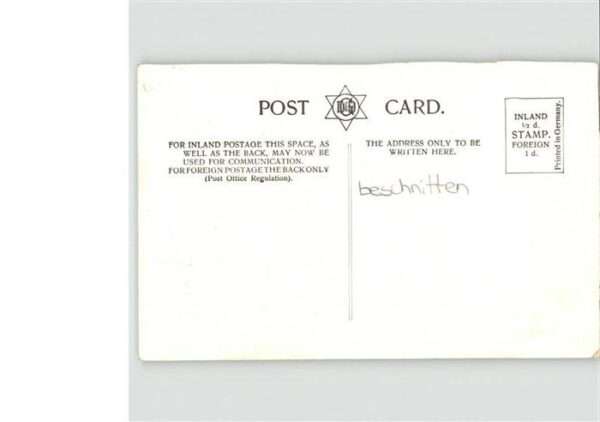 POST CARD.
FOR INLAND POSTAGE THIS SPACE, AS
WELL AS THE BACK, MAY NOW BE
USED FOR COMMUNICATION.
FOR FOREIGN POSTAGE THE BACK ONLY
(Post Office Regulation).
THE ADDRESS ONLY TO BE
WRITTEN HERE.
INLAND
½ d.
STAMP.
FOREIGN
1 d.
Printed in Germany.
beschnitten